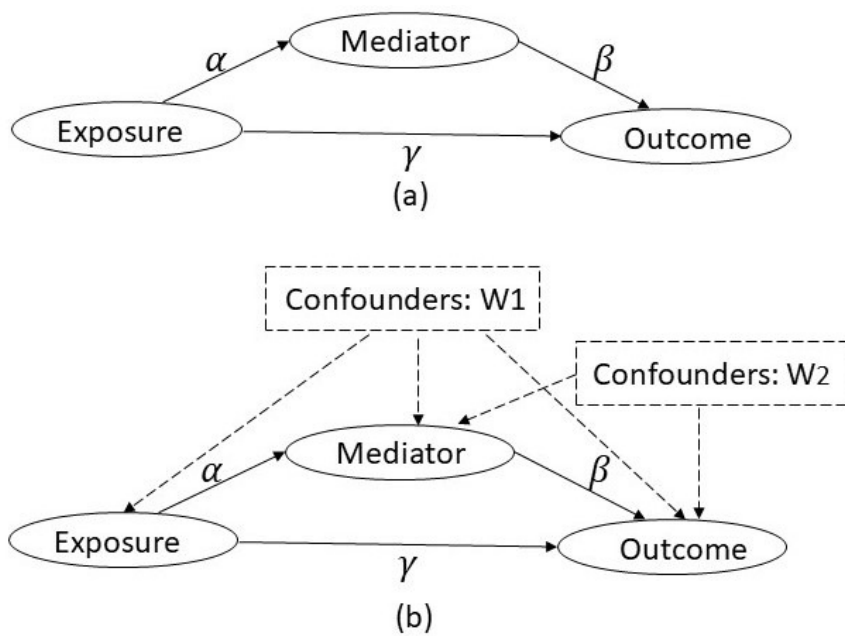 Mediator
α
β
Exposure
Outcome
γ
(a)
Confounders: W1
Confounders: W2
Mediator
α
β
Exposure
Outcome
γ
(b)